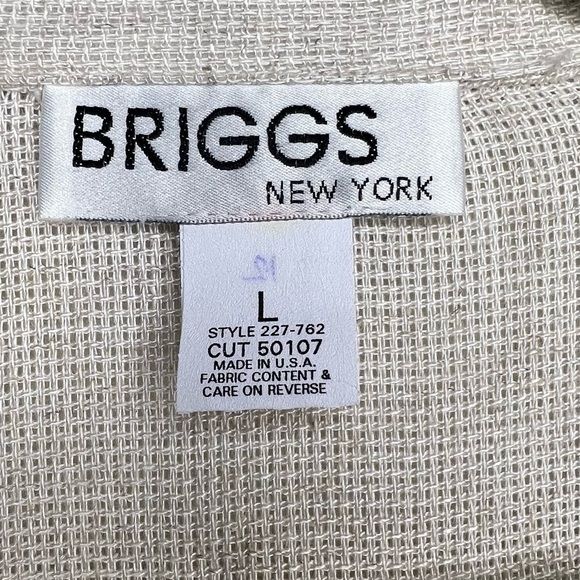 BRIGGS
NEW YORK
L
STYLE 227-762
CUT 50107
MADE IN U.S.A.
FABRIC CONTENT &
CARE ON REVERSE